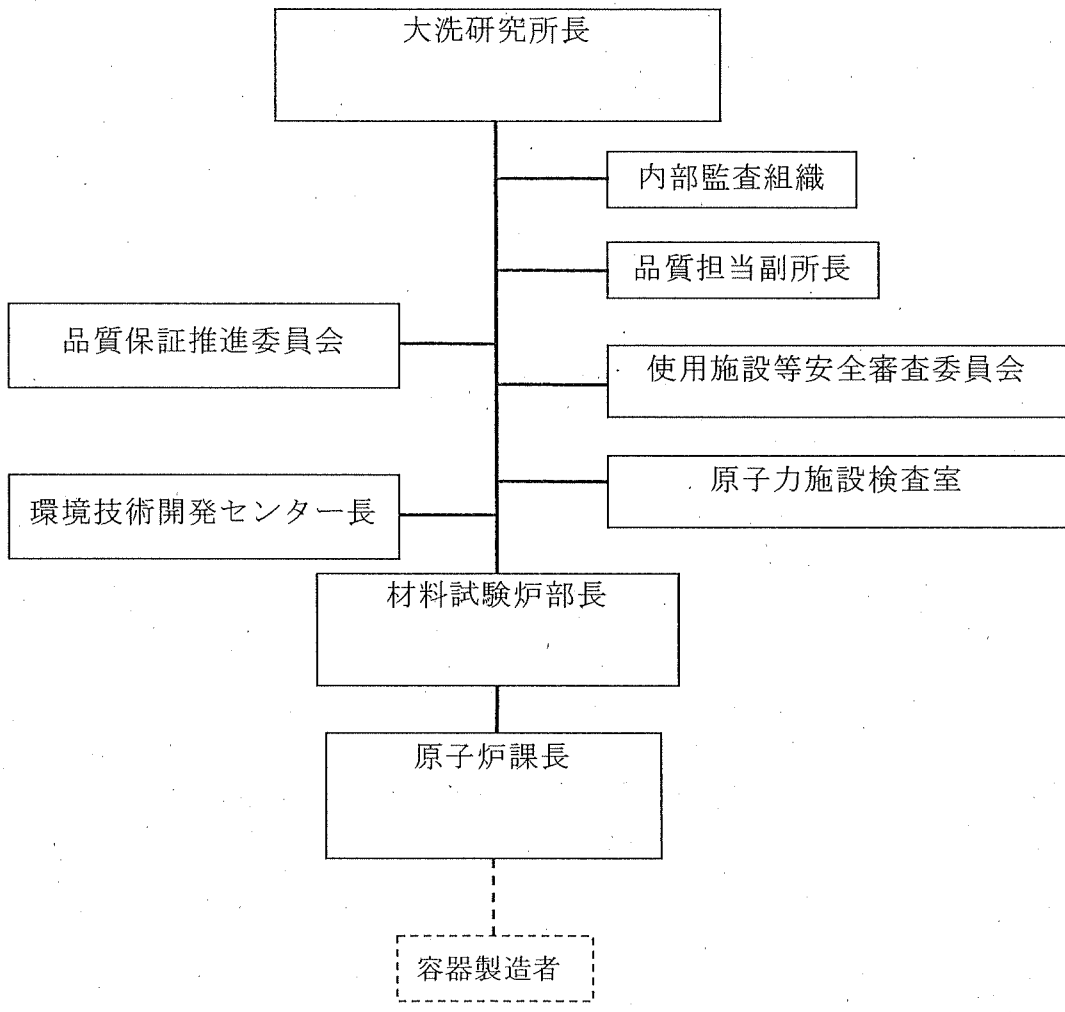 大洗研究所長
内部監査組織
品質担当副所長
品質保証推進委員会
使用施設等安全審査委員会
原子力施設検査室
環境技術開発センター長
材料試験炉部長
原子炉課長
容器製造者